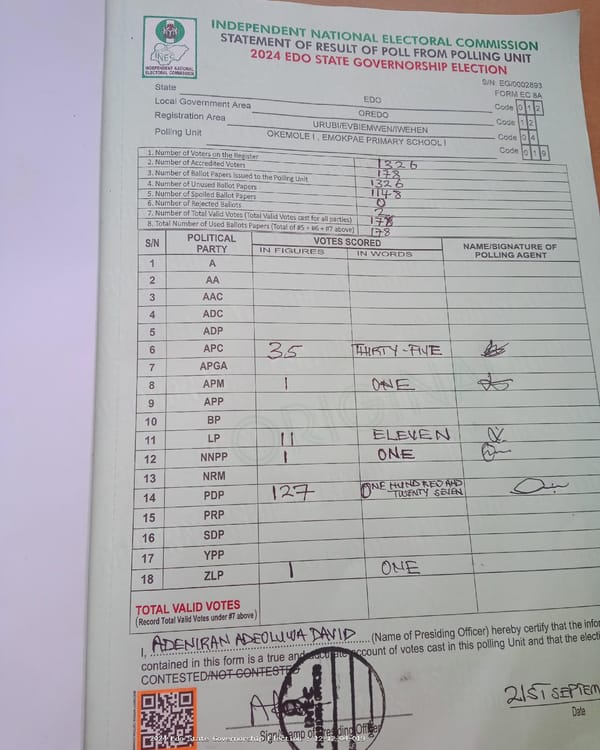 INDEPENDENT NATIONAL ELECTORAL COMMISSION
STATEMENT OF RESULT OF POLL FROM POLLING UNIT
2024 EDO STATE GOVERNORSHIP ELECTION
INEC
INDEPENDENT NATIONAL
ELECTORAL COMMISSION
S/N EG/0002893
FORM EC 8A
State EDO Code 0 1 2
Local Government Area OREDO Code 1 2
Registration Area URUBI/EVBIEMWEN/IWEHEN Code 0 4
Polling Unit OKEMOLE I, EMOKPAE PRIMARY SCHOOL I Code 0 1 9
1. Number of Voters on the Register 1326
2. Number of Accredited Voters 178
3. Number of Ballot Papers Issued to the Polling Unit 1326
4. Number of Unused Ballot Papers 1148
5. Number of Spoiled Ballot Papers 0
6. Number of Rejected Ballots 2
7. Number of Total Valid Votes (Total Valid Votes cast for all parties)
8. Total Number of Used Ballots Papers (Total of #5 + #6 + #7 above) 178
S/N POLITICAL PARTY VOTES SCORED NAME/SIGNATURE OF POLLING AGENT
IN FIGURES IN WORDS
1 A
2 AA
3 AAC
4 ADC
5 ADP
6 APC 35 THIRTY-FIVE
7 APGA
8 APM 1 ONE
9 APP
10 BP
11 LP 11 ELEVEN
12 NNPP 1 ONE
13 NRM
14 PDP 127 ONE HUNDRED AND TWENTY SEVEN
15 PRP
16 SDP
17 YPP
18 ZLP 1 ONE
ORIGINAL
TOTAL VALID VOTES
(Record Total Valid Votes under #7 above)
I, ADENIRAN ADEOLUWA DAVID (Name of Presiding Officer) hereby certify that the infor
contained in this form is a true and accurate account of votes cast in this polling Unit and that the electi
CONTESTED/NOT CONTESTED
21ST SEPTEM
Sign/Stamp of Presiding Officer Date
2024 Edo State Governorship Election - 12-12-04-019